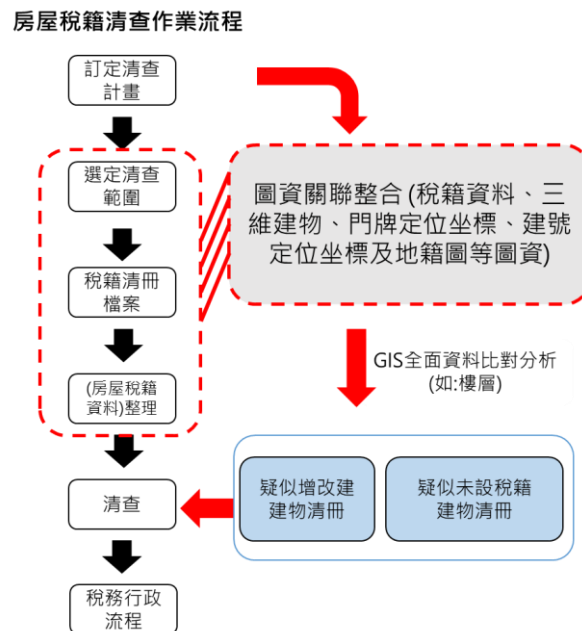 房屋稅籍清查作業流程
訂定清查
計畫
選定清查
範圍
稅籍清冊
檔案
(房屋稅籍
資料)整理
清查
稅務行政
流程
圖資關聯整合(稅籍資料、三
維建物、門牌定位坐標、建號
定位坐標及地籍圖等圖資)
GIS全面資料比對分析
(如:樓層)
疑似增改建
建物清冊
疑似未設稅籍
建物清冊